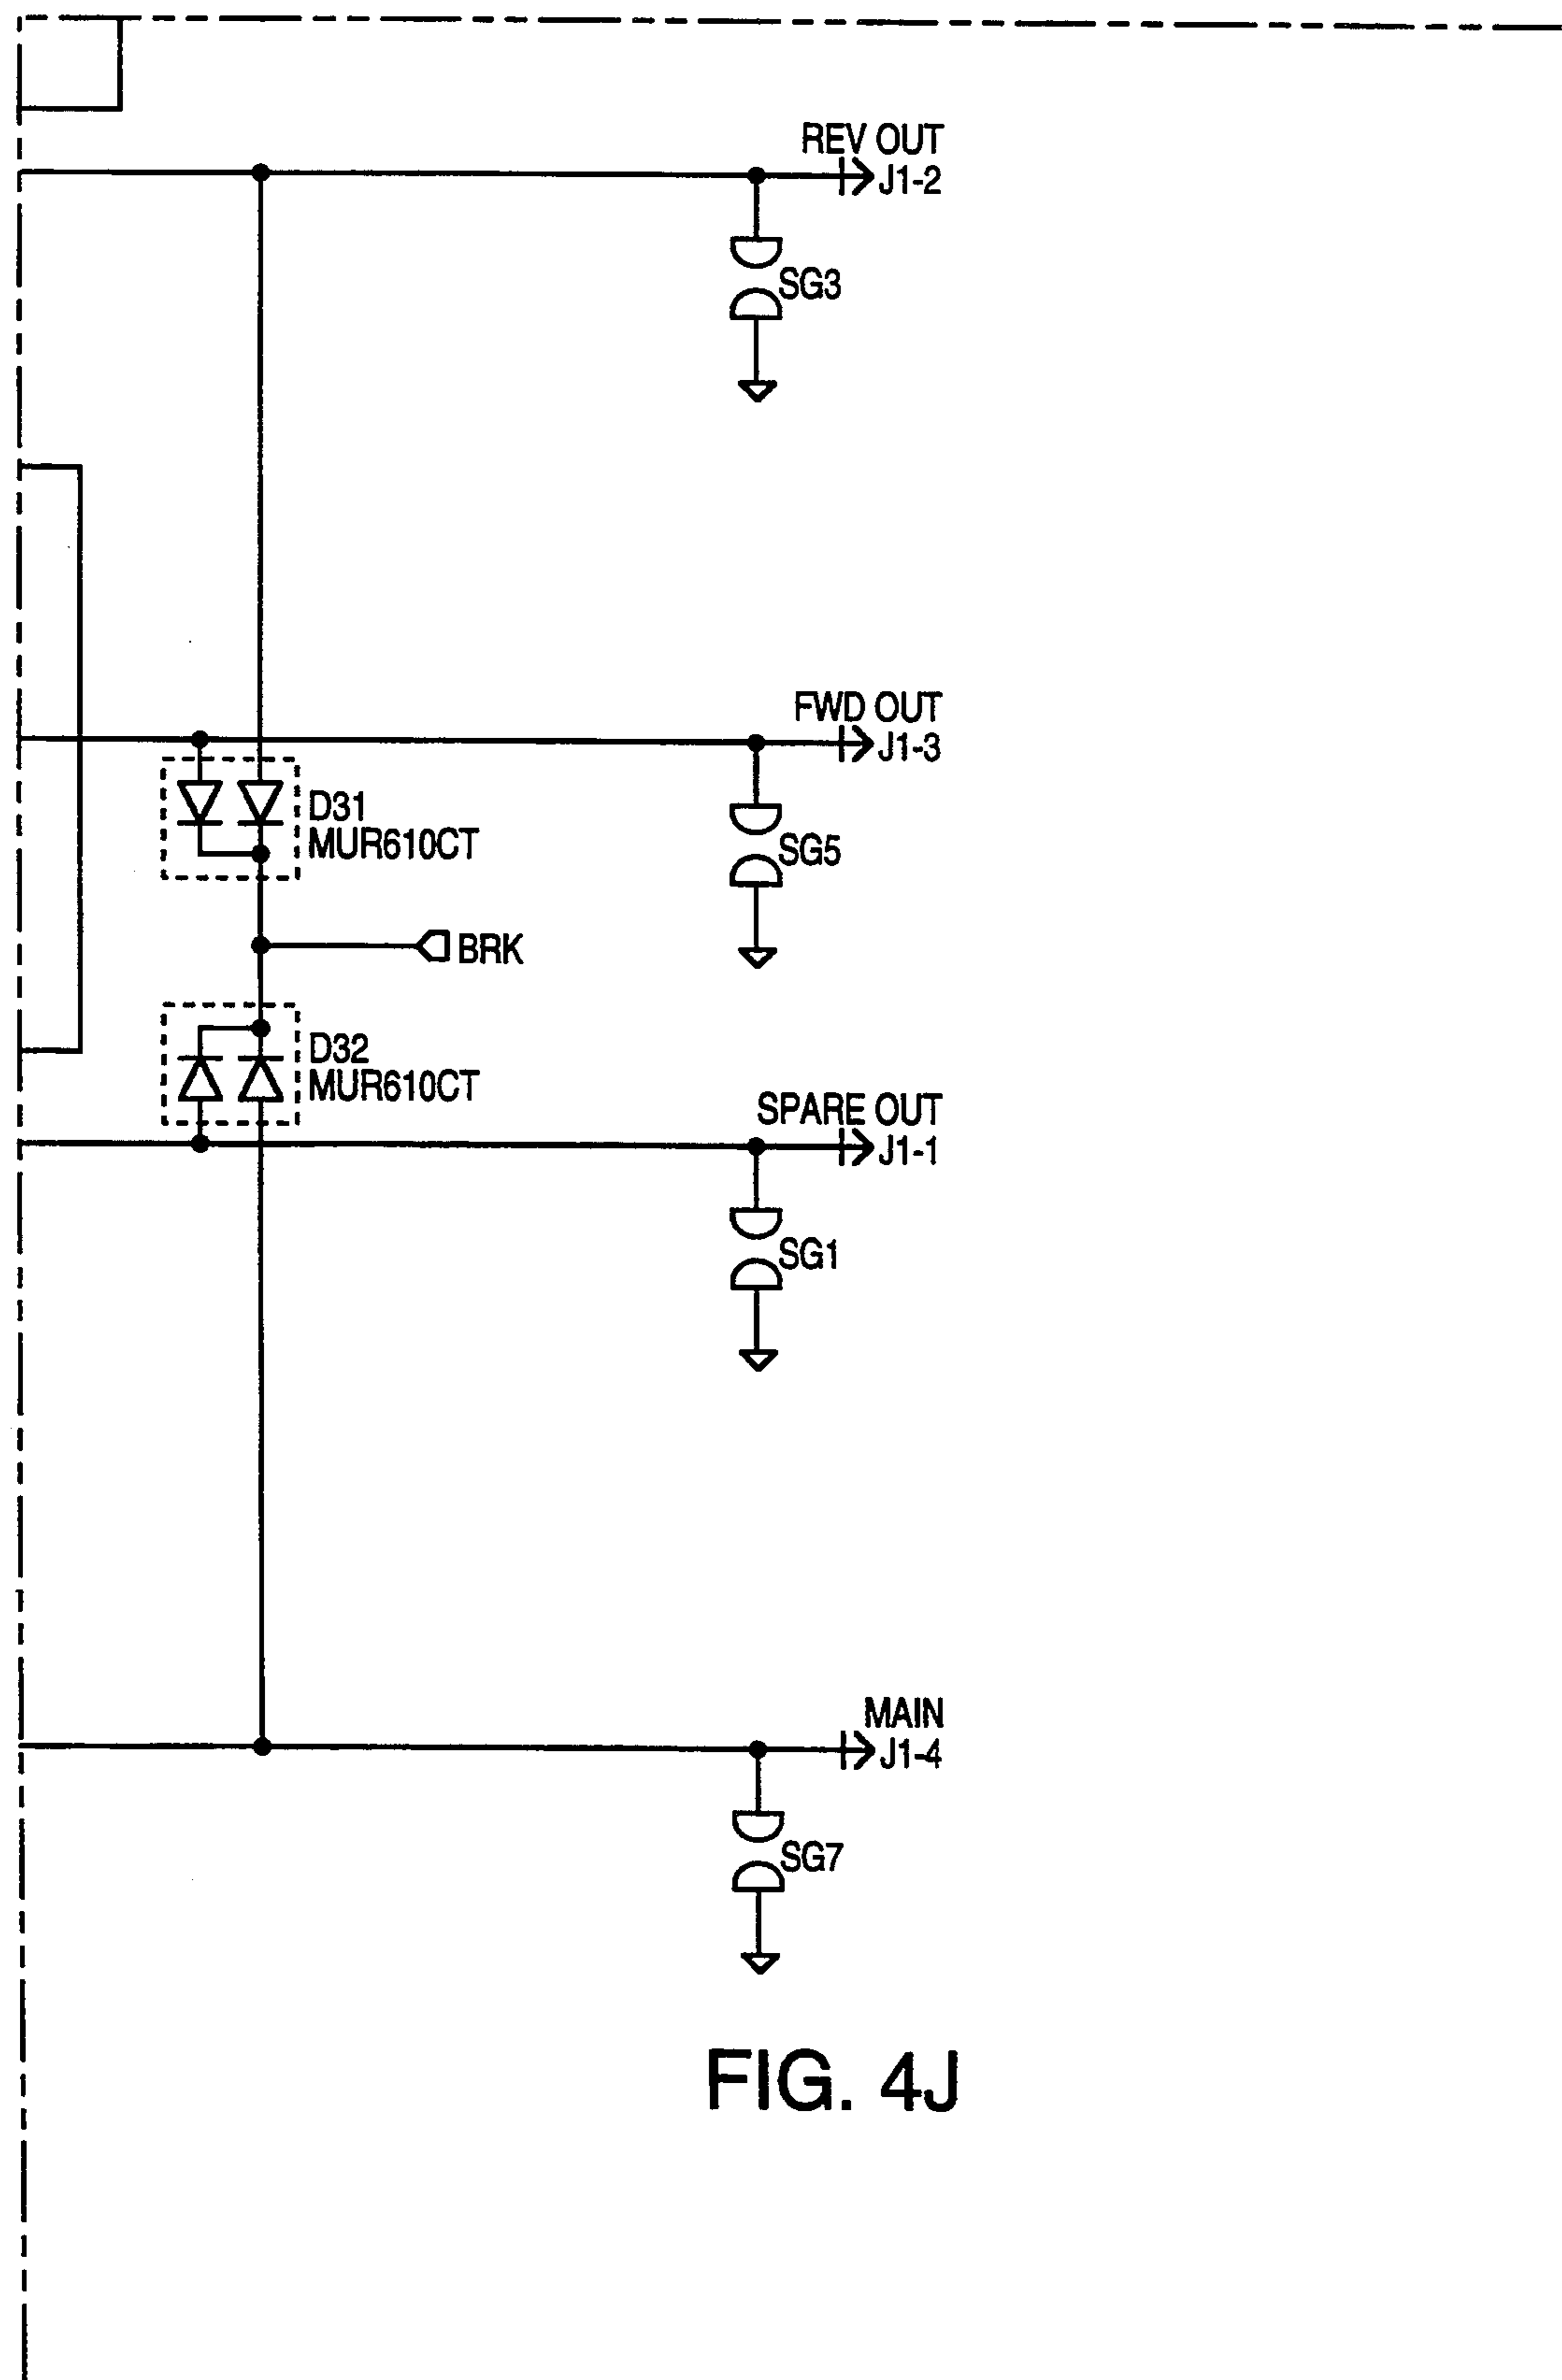 REV OUT
J1-2
SG3
FWD OUT
J1-3
D31
MUR610CT
SG5
BRK
D32
MUR610CT
SPARE OUT
J1-1
SG1
MAIN
J1-4
SG7
FIG. 4J